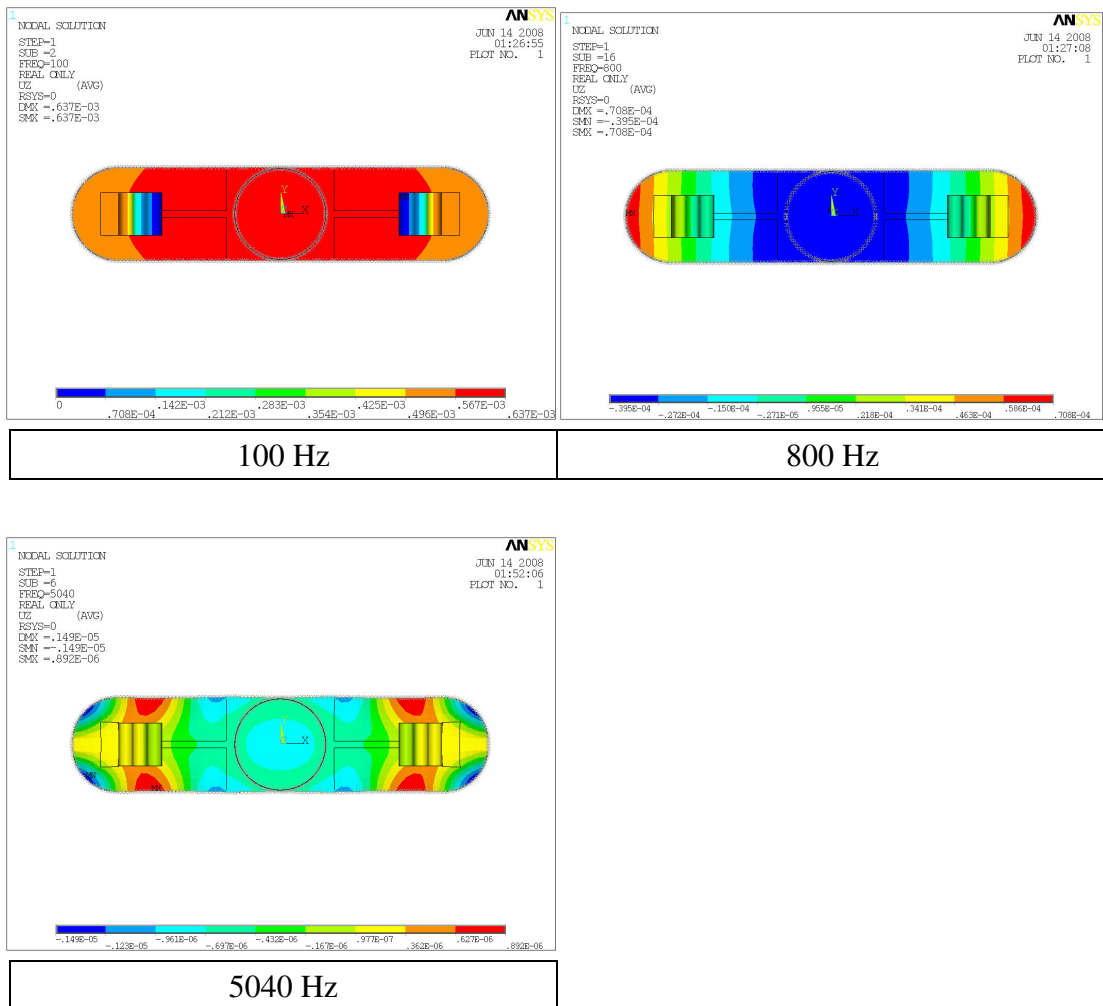 1
NODAL SOLUTION
STEP=1
SUB =2
FREQ=100
REAL ONLY
UZ (AVG)
RSYS=0
DMX =.637E-03
SMX =.637E-03
ANSYS
JUN 14 2008
01:26:55
PLOT NO. 1
Y
MX X
0 .142E-03 .283E-03 .425E-03 .567E-03
.708E-04 .212E-03 .354E-03 .496E-03 .637E-03
100 Hz
NODAL SOLUTION
STEP=1
SUB =16
FREQ=800
REAL ONLY
UZ (AVG)
RSYS=0
DMX =.708E-04
SMN =-.395E-04
SMX =.708E-04
ANSYS
JUN 14 2008
01:27:08
PLOT NO. 1
Y
MX
-.395E-04 -.150E-04 .955E-05 .341E-04 .586E-04
-.272E-04 -.271E-05 .218E-04 .463E-04 .708E-04
800 Hz
1
NODAL SOLUTION
STEP=1
SUB =6
FREQ=5040
REAL ONLY
UZ (AVG)
RSYS=0
DMX =.149E-05
SMN =-.149E-05
SMX =.892E-06
ANSYS
JUN 14 2008
01:52:06
PLOT NO. 1
Y
X
MN
MX
-.149E-05 -.961E-06 -.432E-06 .977E-07 .627E-06
-.123E-05 -.697E-06 -.167E-06 .362E-06 .892E-06
5040 Hz